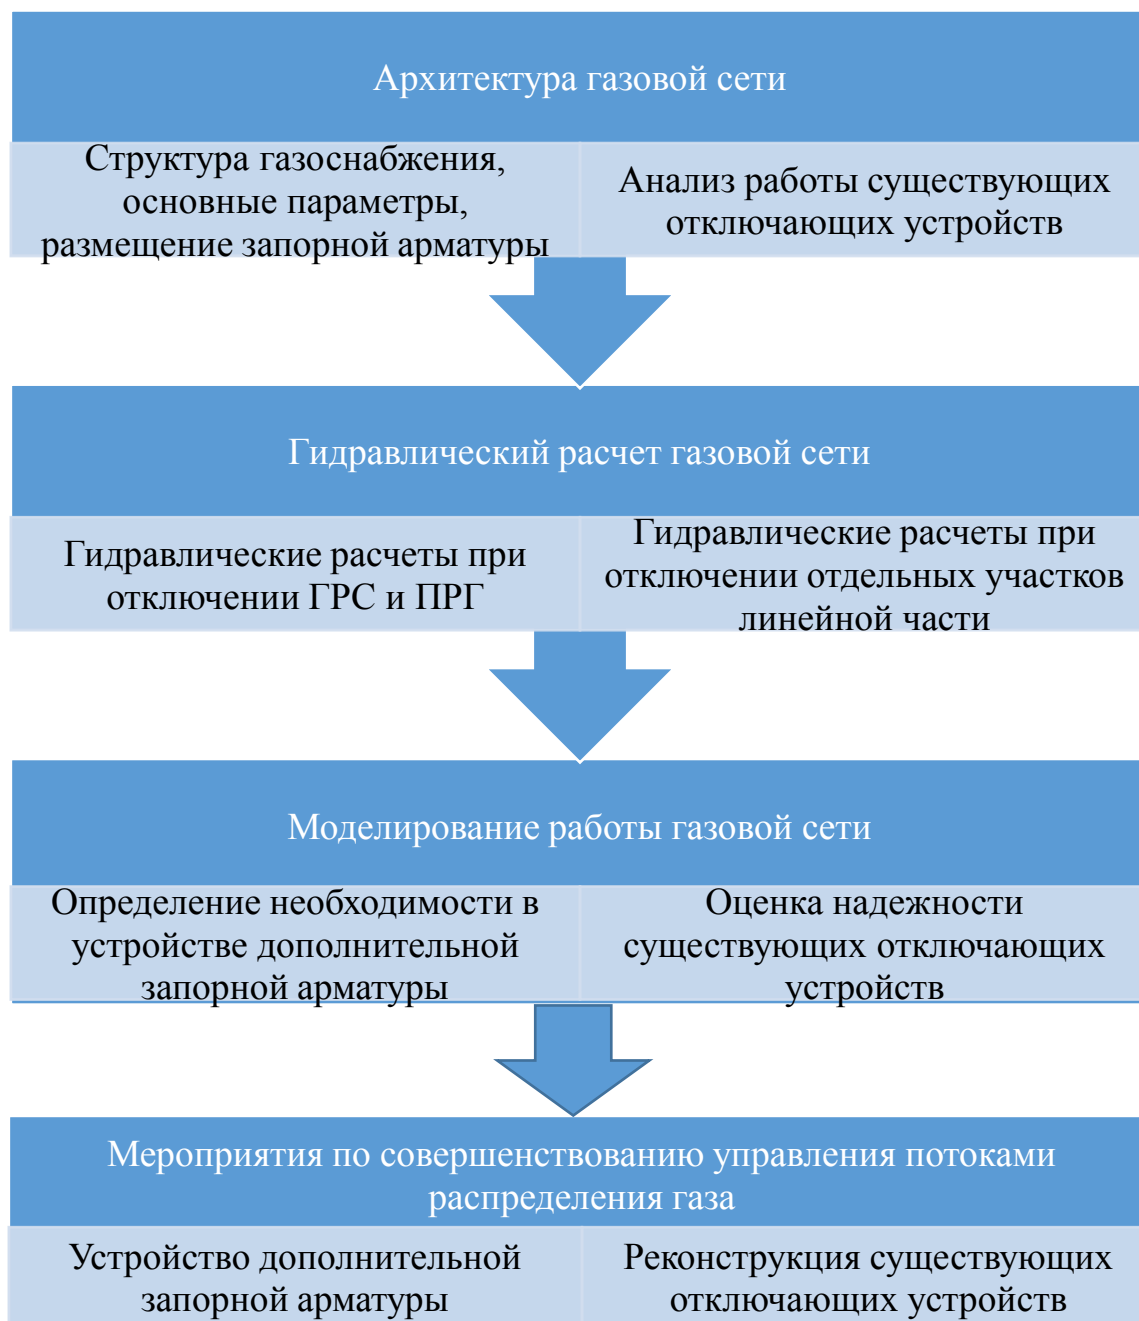 Архитектура газовой сети
Структура газоснабжения,
основные параметры,
размещение запорной арматуры
Анализ работы существующих
отключающих устройств
Гидравлический расчет газовой сети
Гидравлические расчеты при
отключении ГРС и ПРГ
Гидравлические расчеты при
отключении отдельных участков
линейной части
Моделирование работы газовой сети
Определение необходимости в
устройстве дополнительной
запорной арматуры
Оценка надежности
существующих отключающих
устройств
Мероприятия по совершенствованию управления потоками
распределения газа
Устройство дополнительной
запорной арматуры
Реконструкция существующих
отключающих устройств